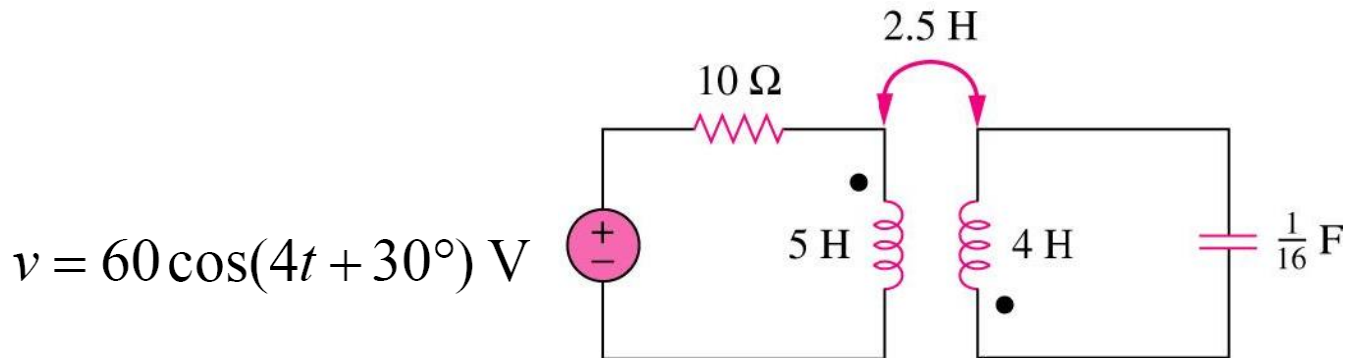 2.5 H
10 Ω
v = 60 cos(4t + 30°) V
+
−
5 H
4 H
1/16 F